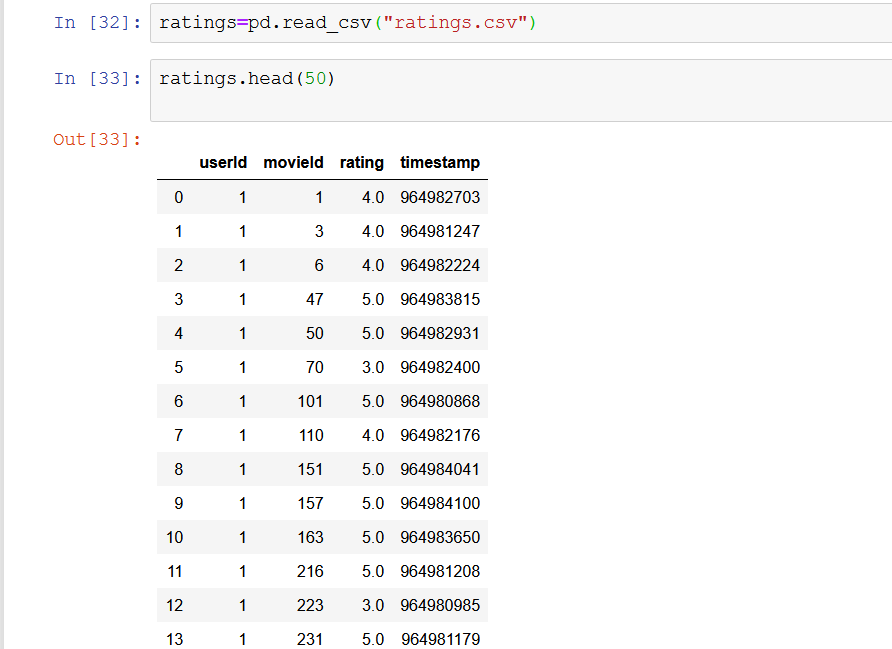 In [32]: ratings=pd.read_csv("ratings.csv")
In [33]: ratings.head(50)
Out[33]:
userId movieId rating timestamp
0 1 1 4.0 964982703
1 1 3 4.0 964981247
2 1 6 4.0 964982224
3 1 47 5.0 964983815
4 1 50 5.0 964982931
5 1 70 3.0 964982400
6 1 101 5.0 964980868
7 1 110 4.0 964982176
8 1 151 5.0 964984041
9 1 157 5.0 964984100
10 1 163 5.0 964983650
11 1 216 5.0 964981208
12 1 223 3.0 964980985
13 1 231 5.0 964981179